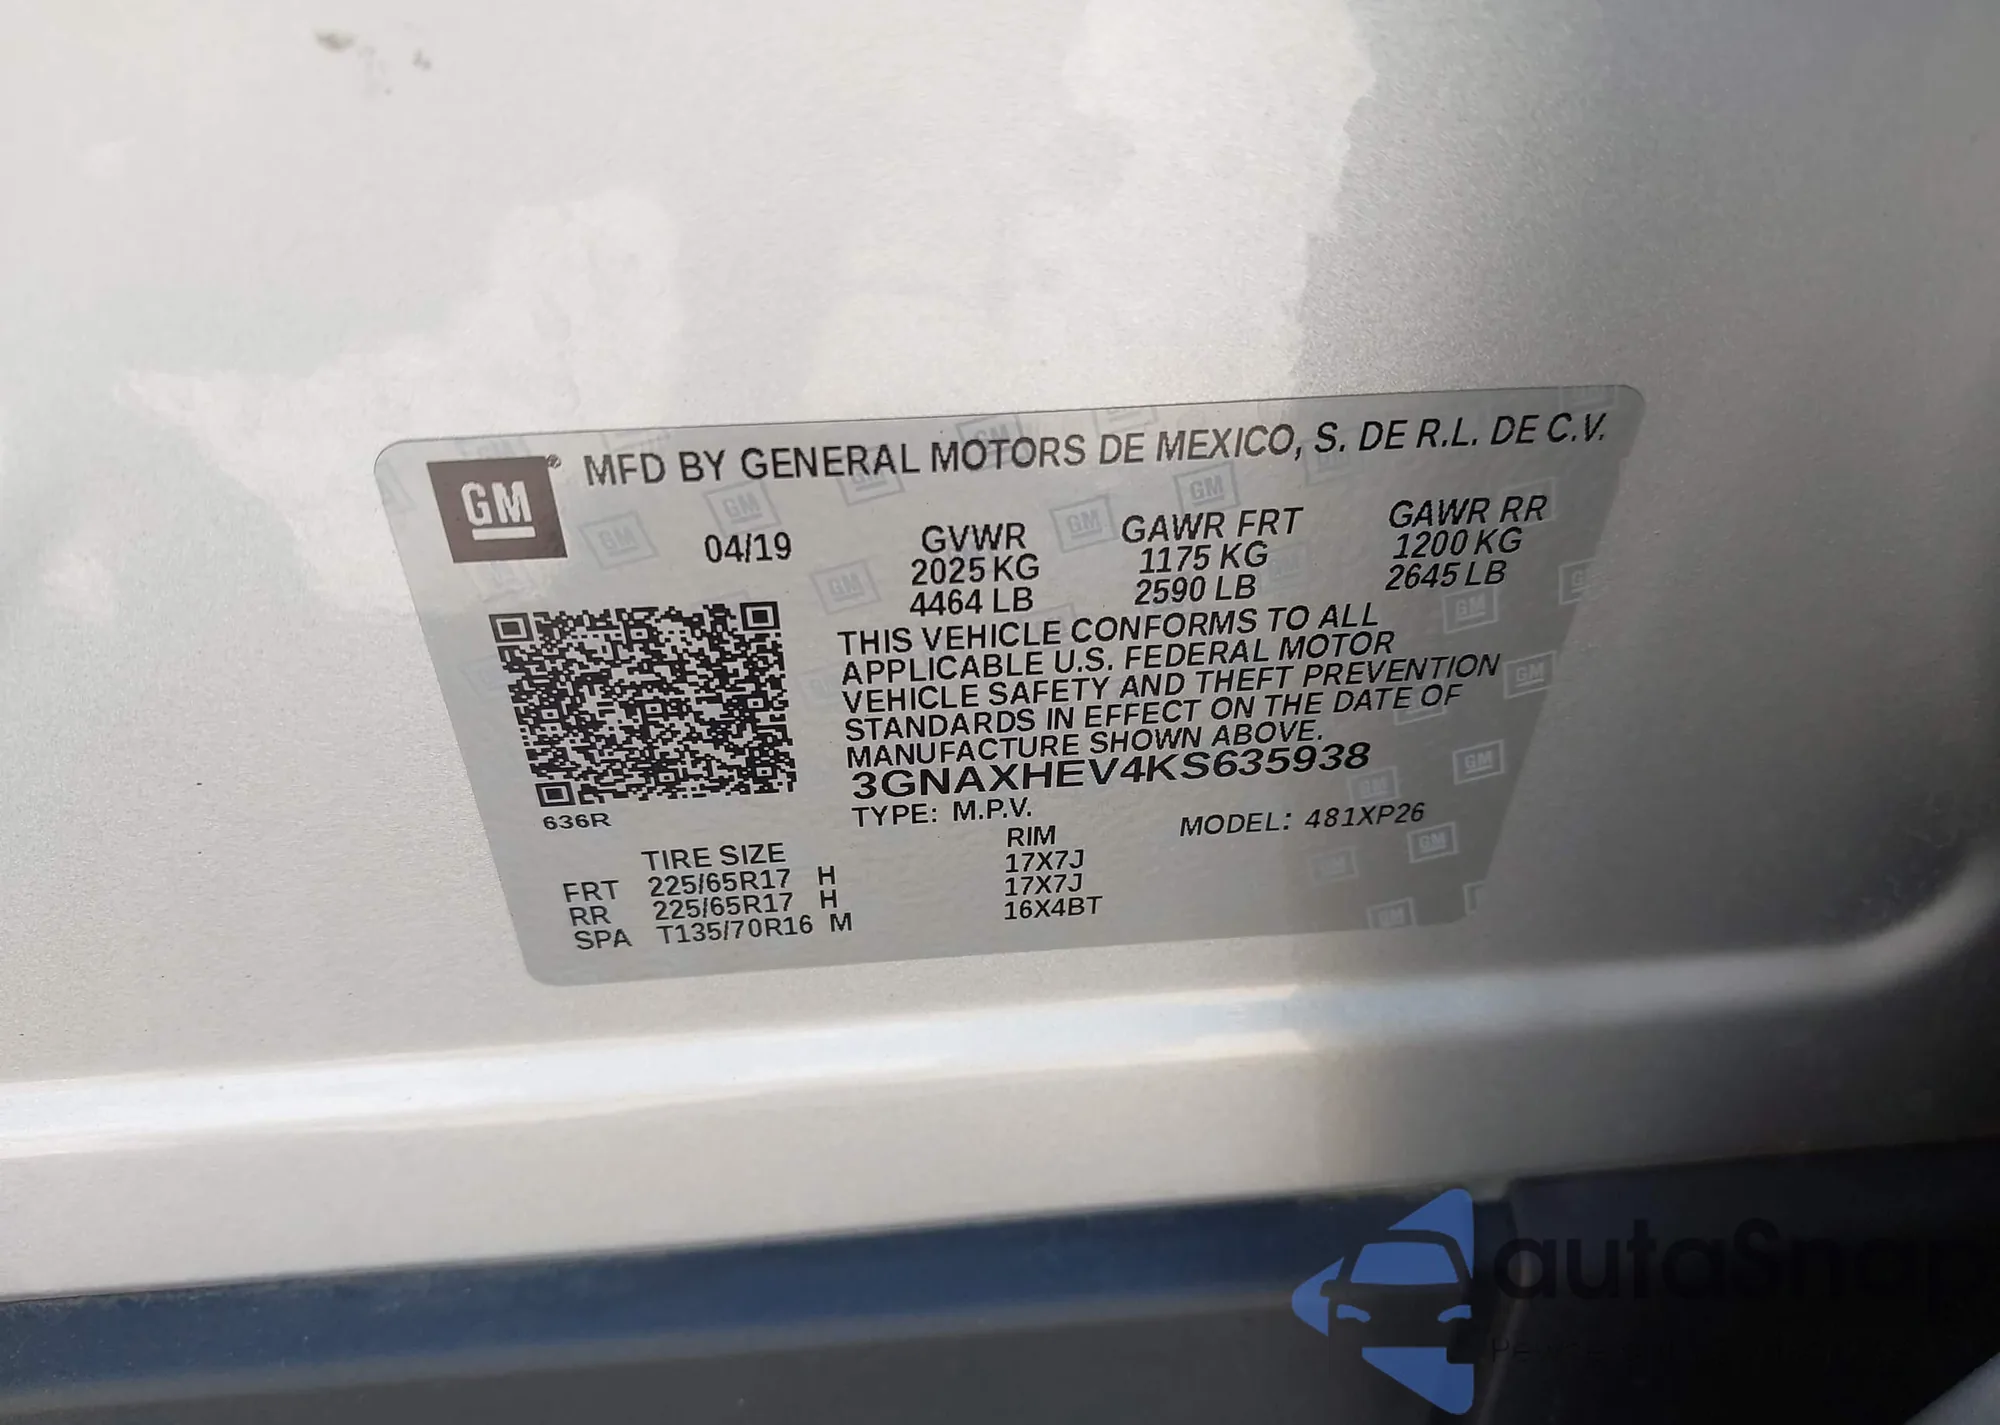 GM MFD BY GENERAL MOTORS DE MEXICO, S. DE R.L. DE C.V.
04/19 GVWR GAWR FRT GAWR RR
2025 KG 1175 KG 1200 KG
4464 LB 2590 LB 2645 LB
THIS VEHICLE CONFORMS TO ALL
APPLICABLE U.S. FEDERAL MOTOR
VEHICLE SAFETY AND THEFT PREVENTION
STANDARDS IN EFFECT ON THE DATE OF
MANUFACTURE SHOWN ABOVE.
3GNAXHEV4KS635938
636R TYPE: M.P.V. MODEL: 481XP26
TIRE SIZE RIM
FRT 225/65R17 H 17X7J
RR 225/65R17 H 17X7J
SPA T135/70R16 M 16X4BT
autoSnap